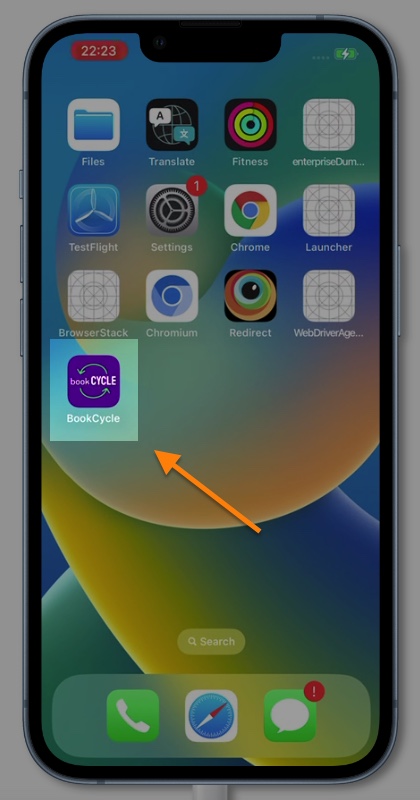 22:23
A
文
1
Files
Translate
Fitness
enterpriseDum...
TestFlight
Settings
Chrome
Launcher
BrowserStack
Chromium
Redirect
WebDriverAge...
book CYCLE
BookCycle
Search
!